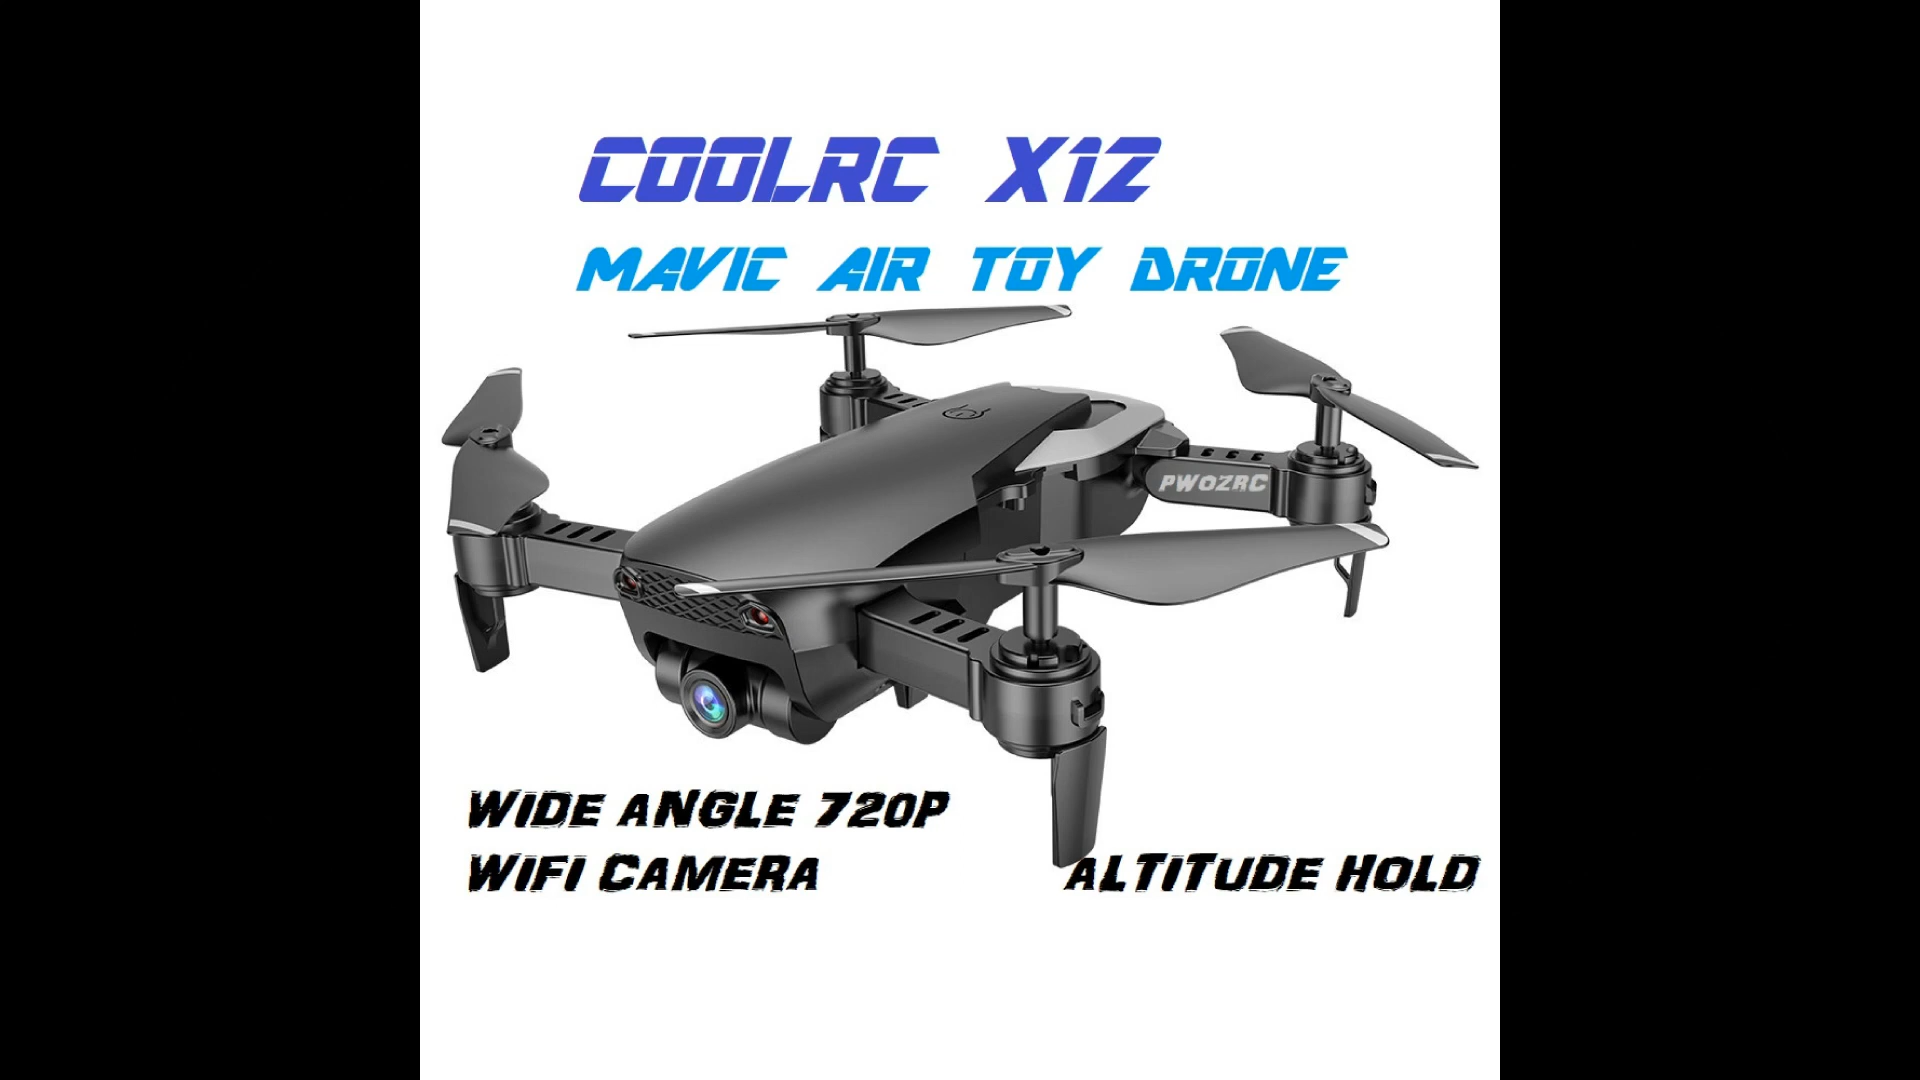 COOLRC X12
MAVIC AIR TOY DRONE
PWOZRC
WIDE ANGLE 720P
WIFI CAMERA
ALTITUDE HOLD